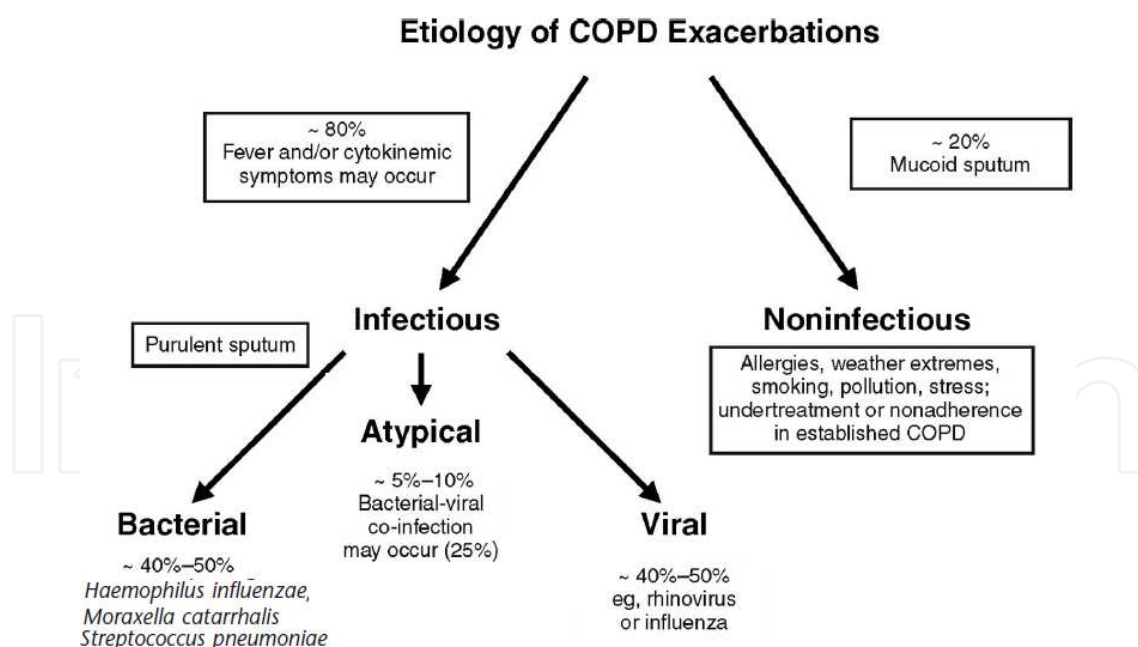 Etiology of COPD Exacerbations
~ 80%
Fever and/or cytokinemic
symptoms may occur
~ 20%
Mucoid sputum
Infectious
Noninfectious
Purulent sputum
Allergies, weather extremes,
smoking, pollution, stress;
undertreatment or nonadherence
in established COPD
Atypical
~ 5%–10%
Bacterial-viral
co-infection
may occur (25%)
Bacterial
~ 40%–50%
Haemophilus influenzae,
Moraxella catarrhalis
Streptococcus pneumoniae
Viral
~ 40%–50%
eg, rhinovirus
or influenza